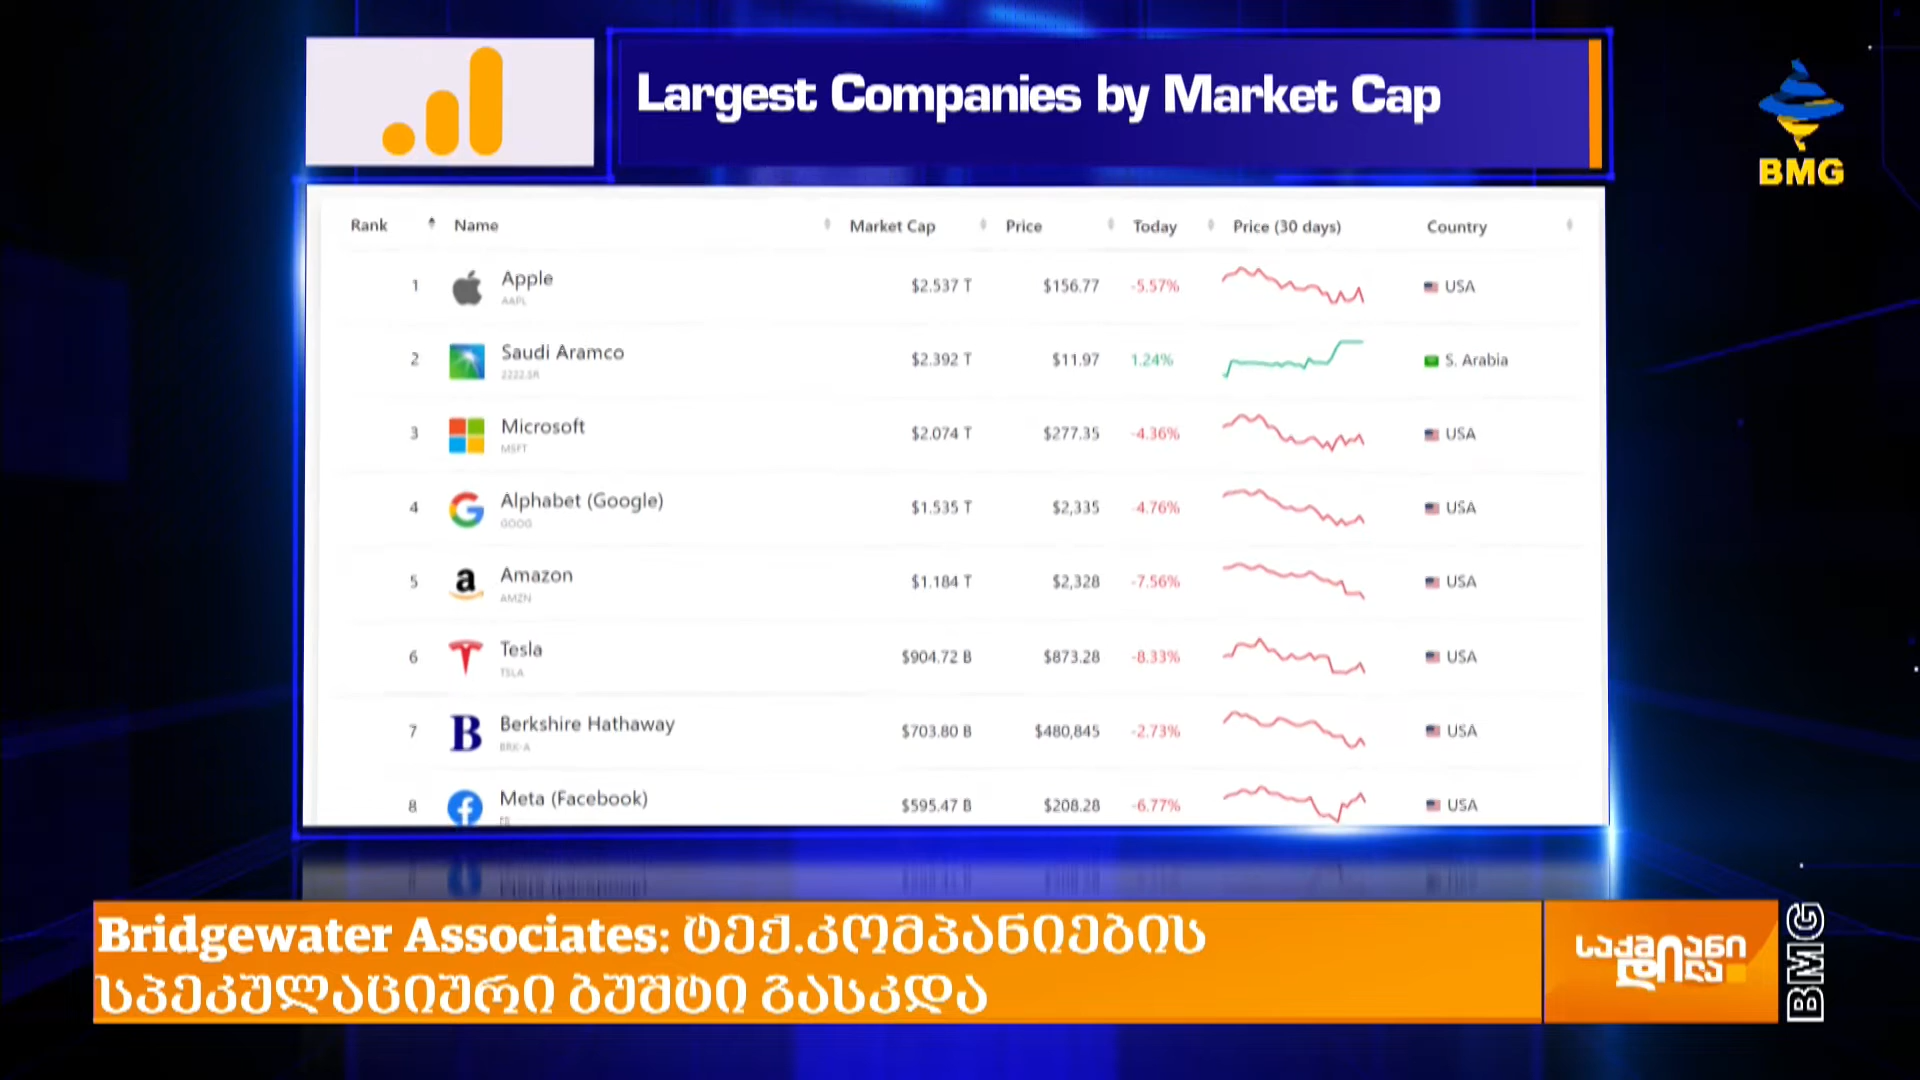 Largest Companies by Market Cap
BMG
Rank Name Market Cap Price Today Price (30 days) Country
1 Apple $2.537 T $156.77 -5.57% USA
AAPL
2 Saudi Aramco $2.392 T $11.97 1.24% S. Arabia
2222.SR
3 Microsoft $2.074 T $277.35 -4.36% USA
MSFT
4 Alphabet (Google) $1.535 T $2,335 -4.76% USA
GOOG
5 Amazon $1.184 T $2,328 -7.56% USA
AMZN
6 Tesla $904.72 B $873.28 -8.33% USA
TSLA
7 Berkshire Hathaway $703.80 B $480,845 -2.73% USA
BRK-A
8 Meta (Facebook) $595.47 B $208.28 -6.77% USA
Bridgewater Associates: ტექ.კომპანიების
სპეკულაციური ბუშტი გასკდა
საქმიანი
დილა
BMG